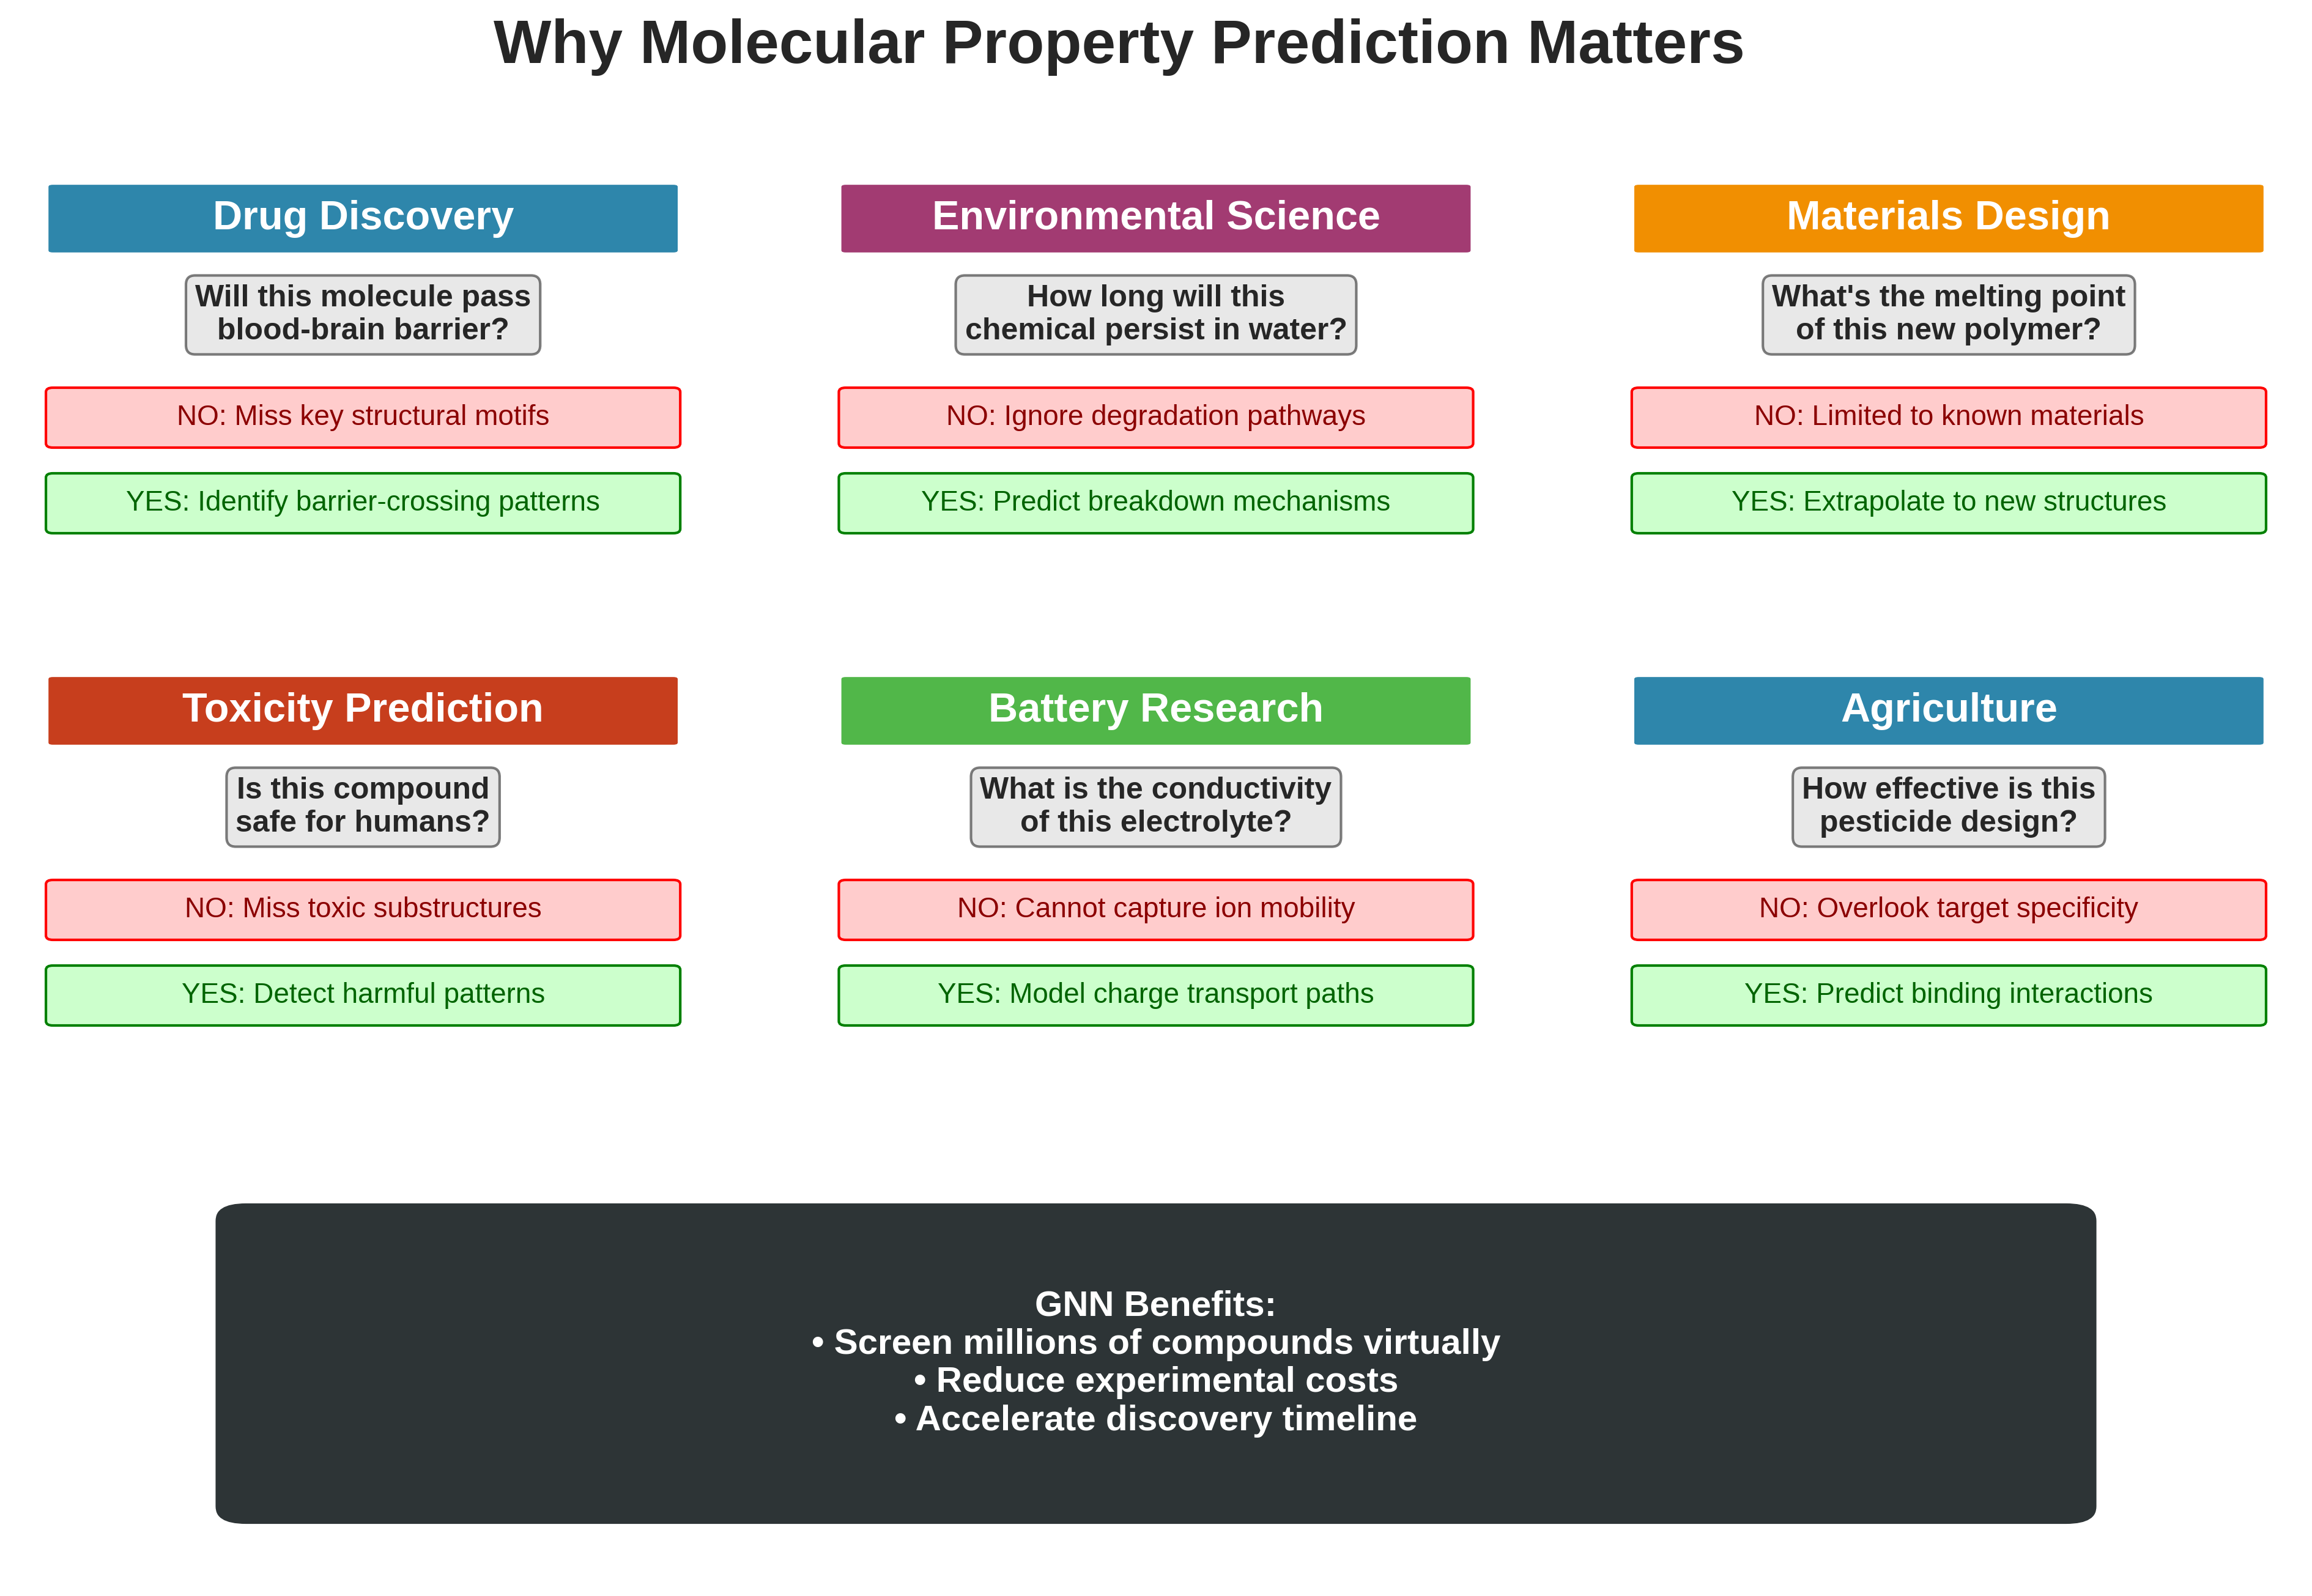 Why Molecular Property Prediction Matters
Drug Discovery
Will this molecule pass
blood-brain barrier?
NO: Miss key structural motifs
YES: Identify barrier-crossing patterns
Environmental Science
How long will this
chemical persist in water?
NO: Ignore degradation pathways
YES: Predict breakdown mechanisms
Materials Design
What's the melting point
of this new polymer?
NO: Limited to known materials
YES: Extrapolate to new structures
Toxicity Prediction
Is this compound
safe for humans?
NO: Miss toxic substructures
YES: Detect harmful patterns
Battery Research
What is the conductivity
of this electrolyte?
NO: Cannot capture ion mobility
YES: Model charge transport paths
Agriculture
How effective is this
pesticide design?
NO: Overlook target specificity
YES: Predict binding interactions
GNN Benefits:
• Screen millions of compounds virtually
• Reduce experimental costs
• Accelerate discovery timeline